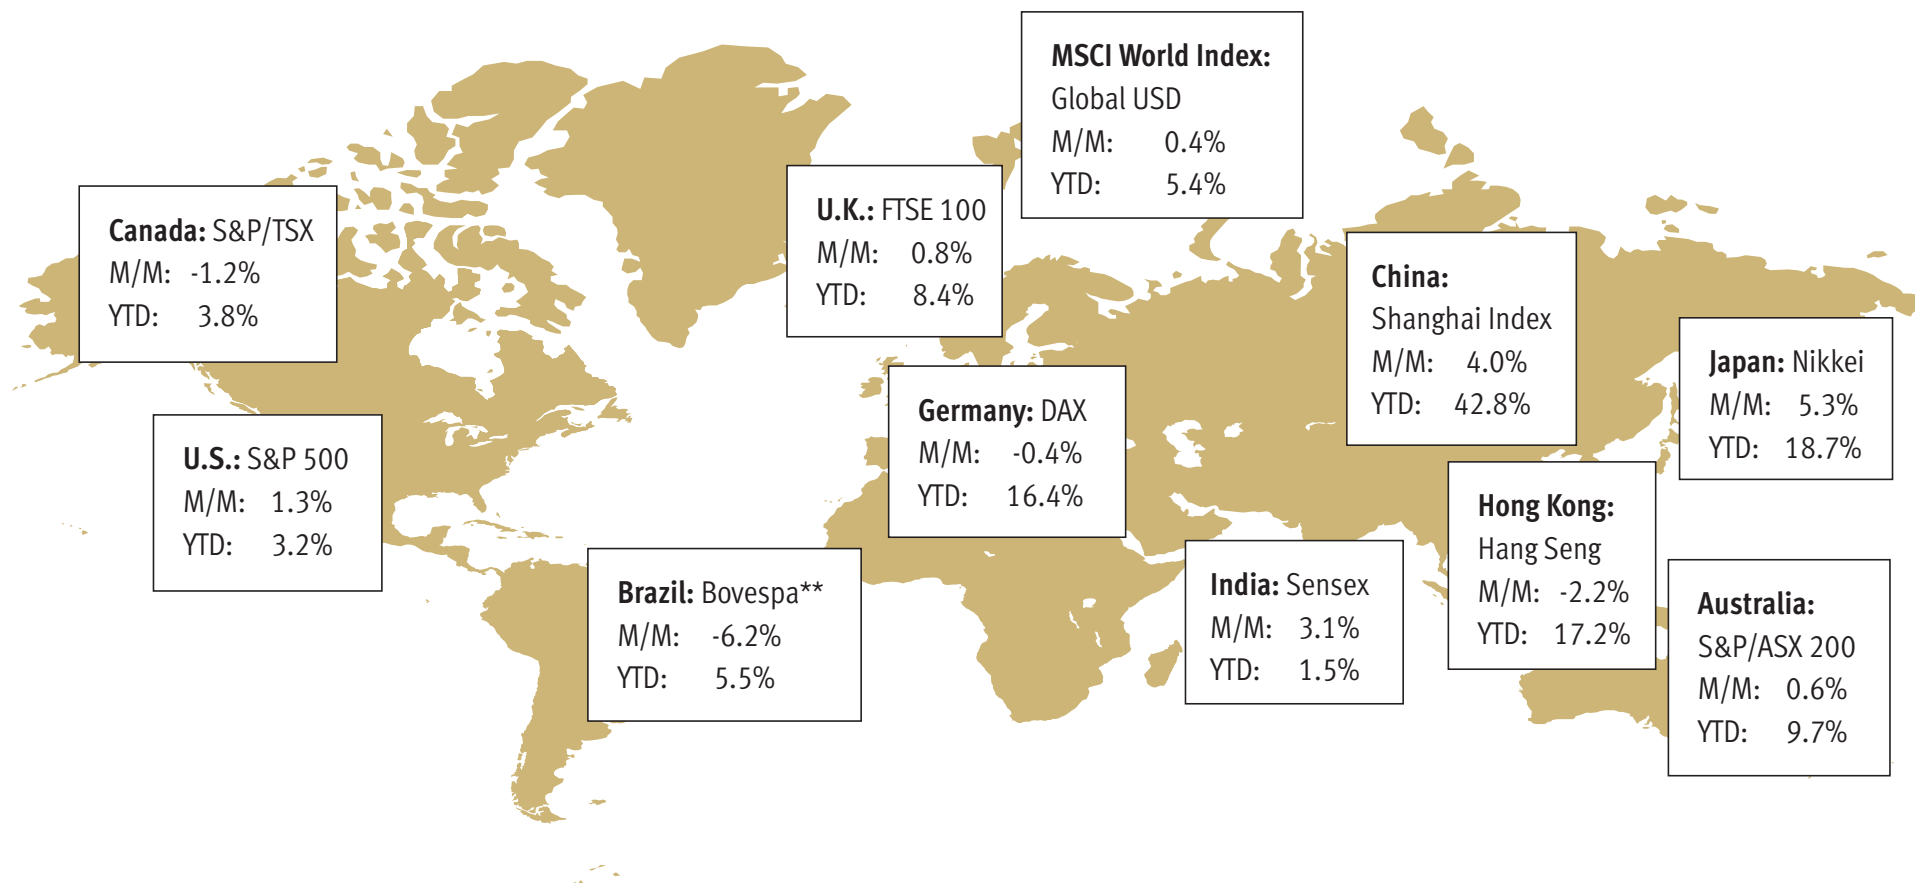 MSCI World Index:
Global USD
M/M: 0.4%
YTD: 5.4%
Canada: S&P/TSX
M/M: -1.2%
YTD: 3.8%
U.K.: FTSE 100
M/M: 0.8%
YTD: 8.4%
China:
Shanghai Index
M/M: 4.0%
YTD: 42.8%
Japan: Nikkei
M/M: 5.3%
YTD: 18.7%
Germany: DAX
M/M: -0.4%
YTD: 16.4%
U.S.: S&P 500
M/M: 1.3%
YTD: 3.2%
Hong Kong:
Hang Seng
M/M: -2.2%
YTD: 17.2%
Brazil: Bovespa**
M/M: -6.2%
YTD: 5.5%
India: Sensex
M/M: 3.1%
YTD: 1.5%
Australia:
S&P/ASX 200
M/M: 0.6%
YTD: 9.7%